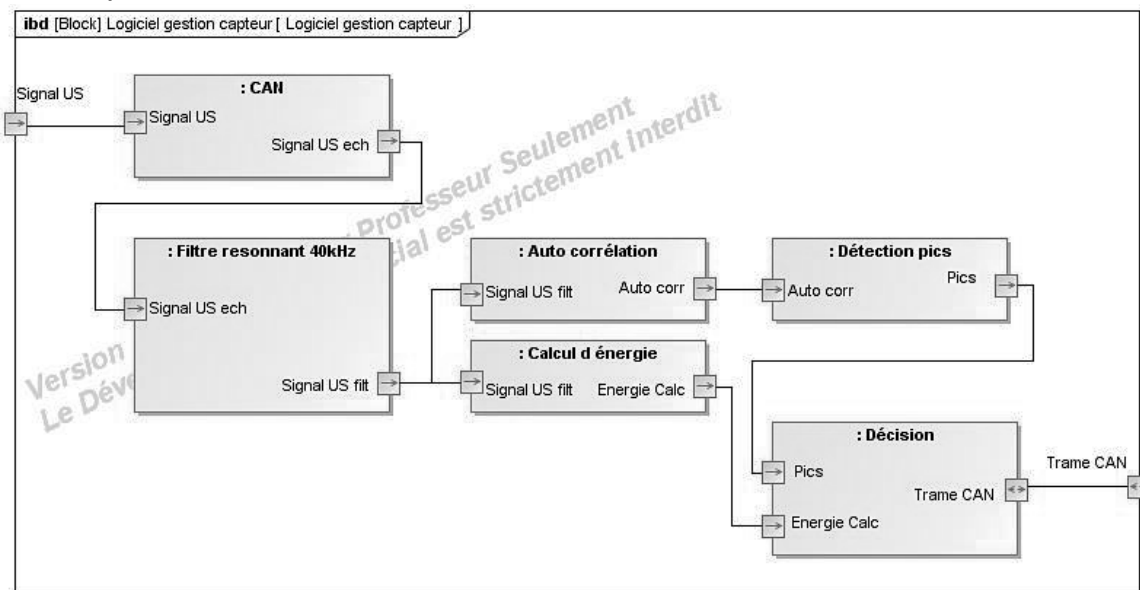 ibd [Block] Logiciel gestion capteur [ Logiciel gestion capteur ]
Signal US
: CAN
Signal US
Signal US ech
Professeur Seulement
cial est strictement interdit
: Filtre resonnant 40kHz
Signal US ech
Signal US filt
: Auto corrélation
Signal US filt
Auto corr
: Détection pics
Auto corr
Pics
: Calcul d énergie
Signal US filt
Energie Calc
Version
Le Dév
: Décision
Pics
Energie Calc
Trame CAN
Trame CAN